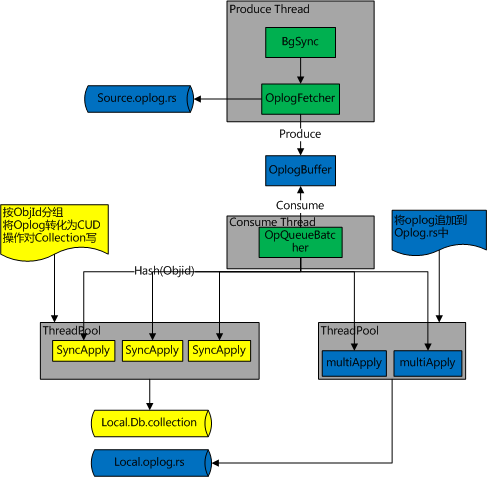 Produce Thread
BgSync
Source.oplog.rs
OplogFetcher
Produce
OplogBuffer
Consume
按ObjId分组
将Oplog转化为CUD
操作对Collection写
Consume Thread
OpQueueBatc
her
将oplog追加到
Oplog.rs中
Hash(Objid)
ThreadPool
SyncApply
SyncApply
SyncApply
ThreadPool
multiApply
multiApply
Local.Db.collection
Local.oplog.rs